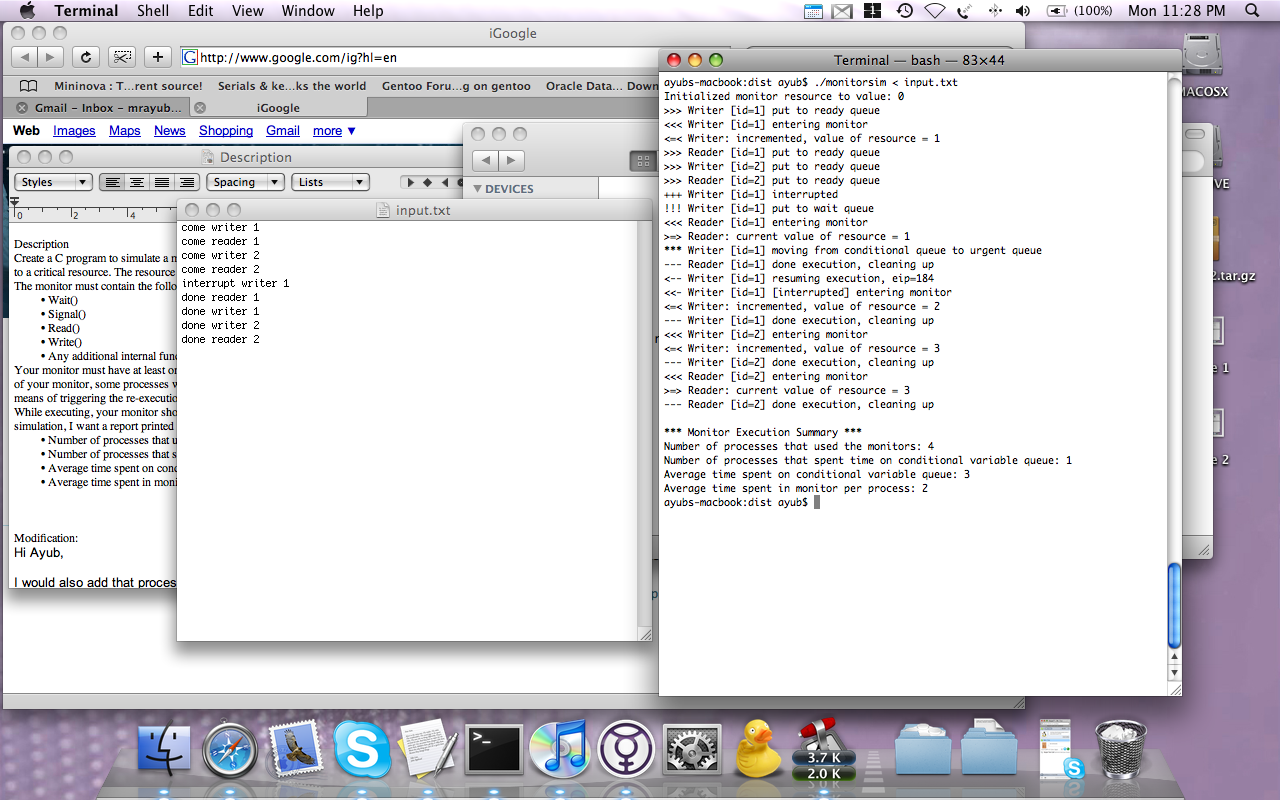 Terminal Shell Edit View Window Help (100%) Mon 11:28 PM
iGoogle
http://www.google.com/ig?hl=en
Mininova : T...rent source! Serials & ke...ks the world Gentoo Foru...g on gentoo Oracle Data... Down
Gmail - Inbox - mrayub... iGoogle
Web Images Maps News Shopping Gmail more ▼
Description
Styles Spacing Lists
0 2 4
Description
Create a C program to simulate a m
to a critical resource. The resource
The monitor must contain the follo
• Wait()
• Signal()
• Read()
• Write()
• Any additional internal func
Your monitor must have at least on
of your monitor, some processes w
means of triggering the re-executio
While executing, your monitor sho
simulation, I want a report printed
• Number of processes that u
• Number of processes that s
• Average time spent on cond
• Average time spent in moni
Modification:
Hi Ayub,
I would also add that proces
DEVICES
input.txt
come writer 1
come reader 1
come writer 2
come reader 2
interrupt writer 1
done reader 1
done writer 1
done writer 2
done reader 2
Terminal — bash — 83×44
ayubs-macbook:dist ayub$ ./monitorsim < input.txt
Initialized monitor resource to value: 0
>>> Writer [id=1] put to ready queue
<<< Writer [id=1] entering monitor
<=< Writer: incremented, value of resource = 1
>>> Reader [id=1] put to ready queue
>>> Writer [id=2] put to ready queue
>>> Reader [id=2] put to ready queue
+++ Writer [id=1] interrupted
!!! Writer [id=1] put to wait queue
<<< Reader [id=1] entering monitor
>=> Reader: current value of resource = 1
*** Writer [id=1] moving from conditional queue to urgent queue
--- Reader [id=1] done execution, cleaning up
<-- Writer [id=1] resuming execution, eip=184
<<- Writer [id=1] [interrupted] entering monitor
<=< Writer: incremented, value of resource = 2
--- Writer [id=1] done execution, cleaning up
<<< Writer [id=2] entering monitor
<=< Writer: incremented, value of resource = 3
--- Writer [id=2] done execution, cleaning up
<<< Reader [id=2] entering monitor
>=> Reader: current value of resource = 3
--- Reader [id=2] done execution, cleaning up
*** Monitor Execution Summary ***
Number of processes that used the monitors: 4
Number of processes that spent time on conditional variable queue: 1
Average time spent on conditional variable queue: 3
Average time spent in monitor per process: 2
ayubs-macbook:dist ayub$
MACOSX
VE
2.tar.gz
e 1
e 2
3.7 K
2.0 K